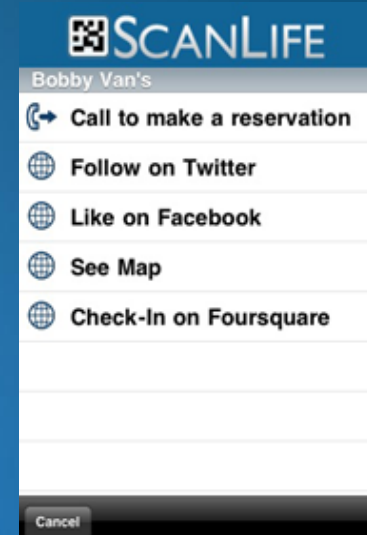 SCANLIFE
Bobby Van's
Call to make a reservation
Follow on Twitter
Like on Facebook
See Map
Check-In on Foursquare
Cancel